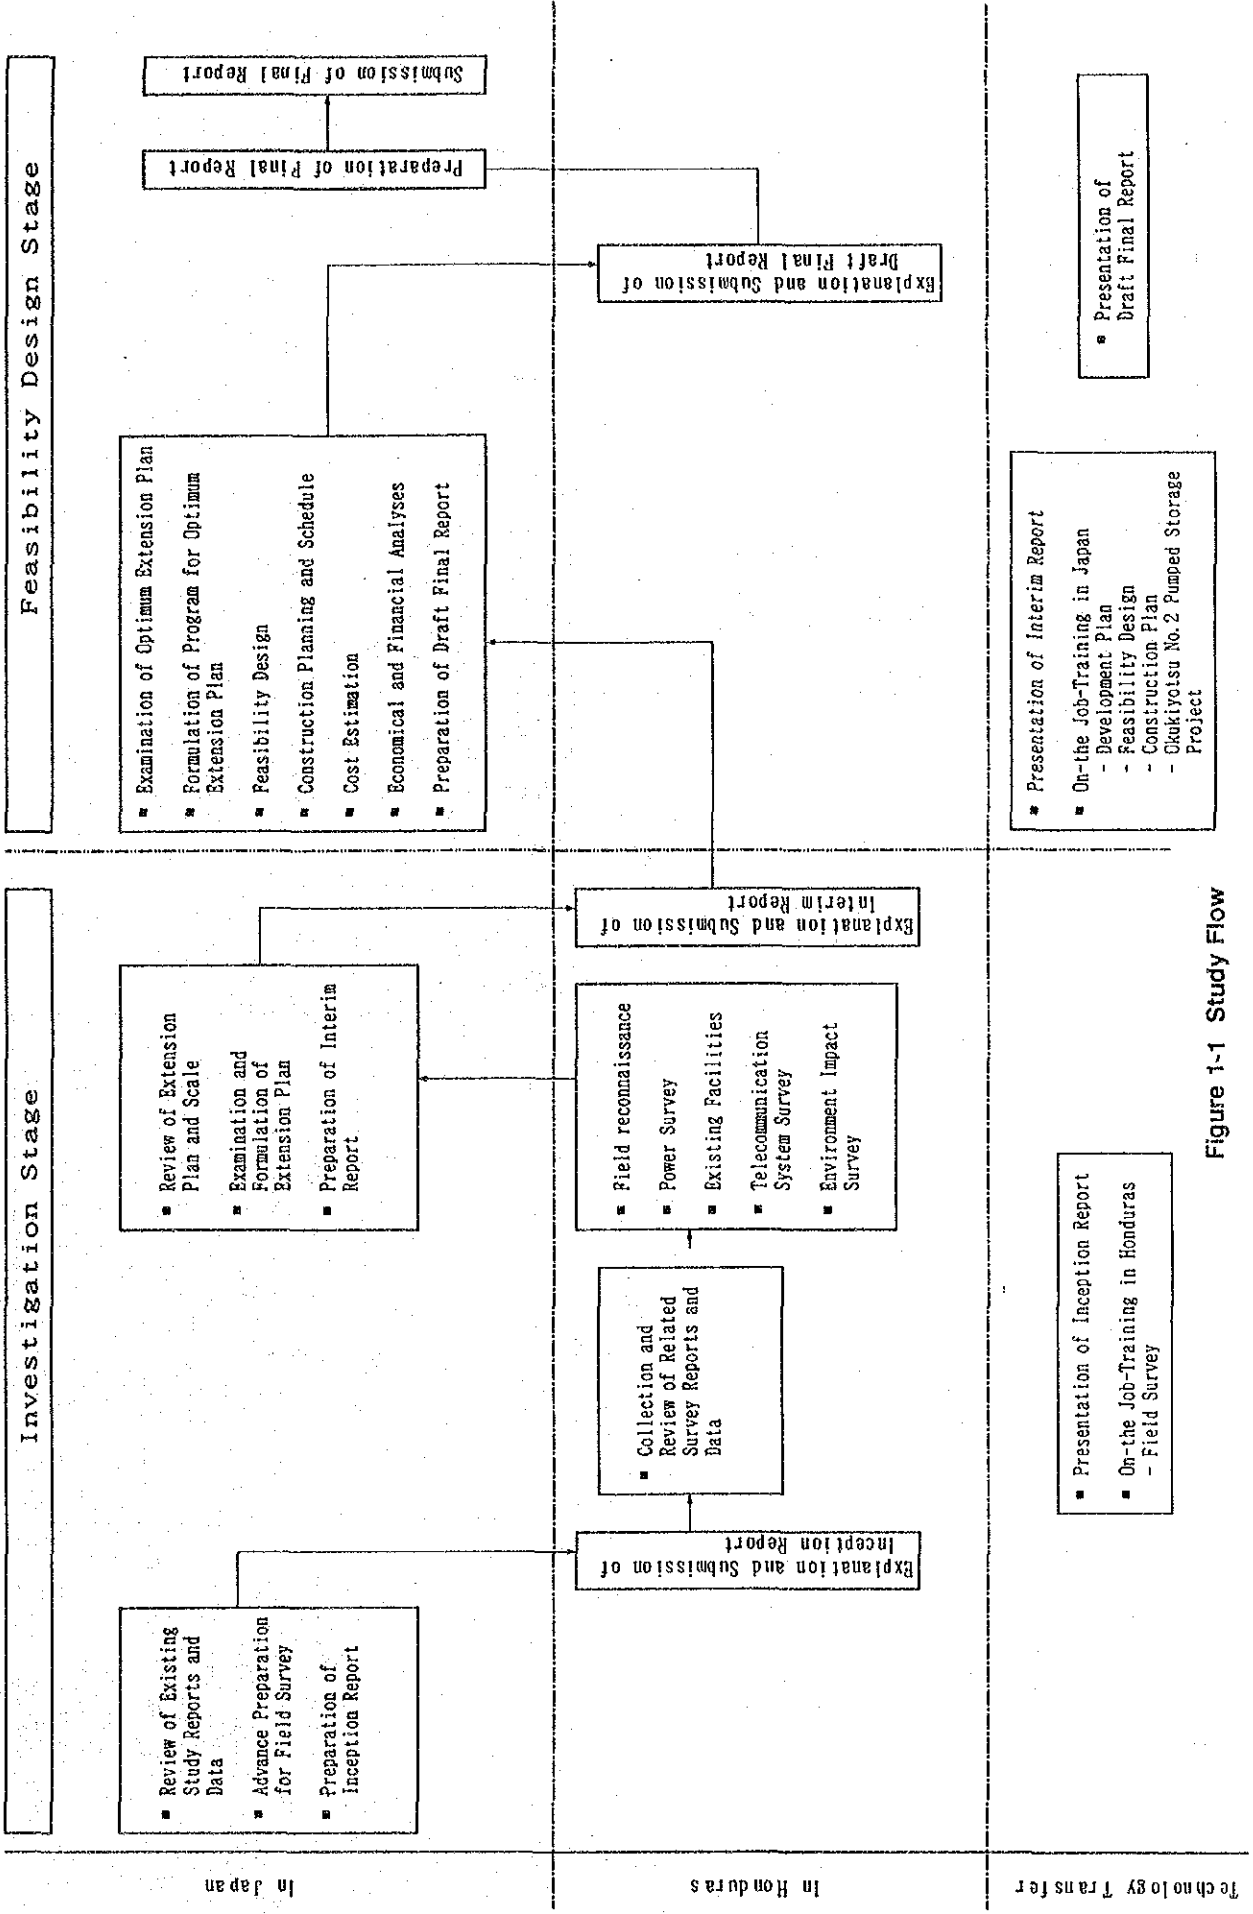 Investigation Stage
Feasibility Design Stage
In Japan
■ Review of Existing
Study Reports and
Data
■ Advance Preparation
for Field Survey
■ Preparation of
Inception Report
■ Review of Extension
Plan and Scale
■ Examination and
Formulation of
Extension Plan
■ Preparation of Interim
Report
■ Examination of Optimum Extension Plan
■ Formulation of Program for Optimum
Extension Plan
■ Feasibility Design
■ Construction Planning and Schedule
■ Cost Estimation
■ Economical and Financial Analyses
■ Preparation of Draft Final Report
Preparation of Final Report
Submission of Final Report
In Honduras
Explanation and Submission of
Inception Report
■ Collection and
Review of Related
Survey Reports and
Data
■ Field reconnaissance
■ Power Survey
■ Existing Facilities
■ Telecommunication
System Survey
■ Environment Impact
Survey
Explanation and Submission of
Interim Report
Explanation and Submission of
Draft Final Report
Technology Transfer
■ Presentation of Inception Report
■ On-the Job-Training in Honduras
- Field Survey
■ Presentation of Interim Report
■ On-the Job-Training in Japan
- Development Plan
- Feasibility Design
- Construction Plan
- Okukiyotsu No.2 Pumped Storage
Project
■ Presentation of
Draft Final Report
Figure 1-1 Study Flow